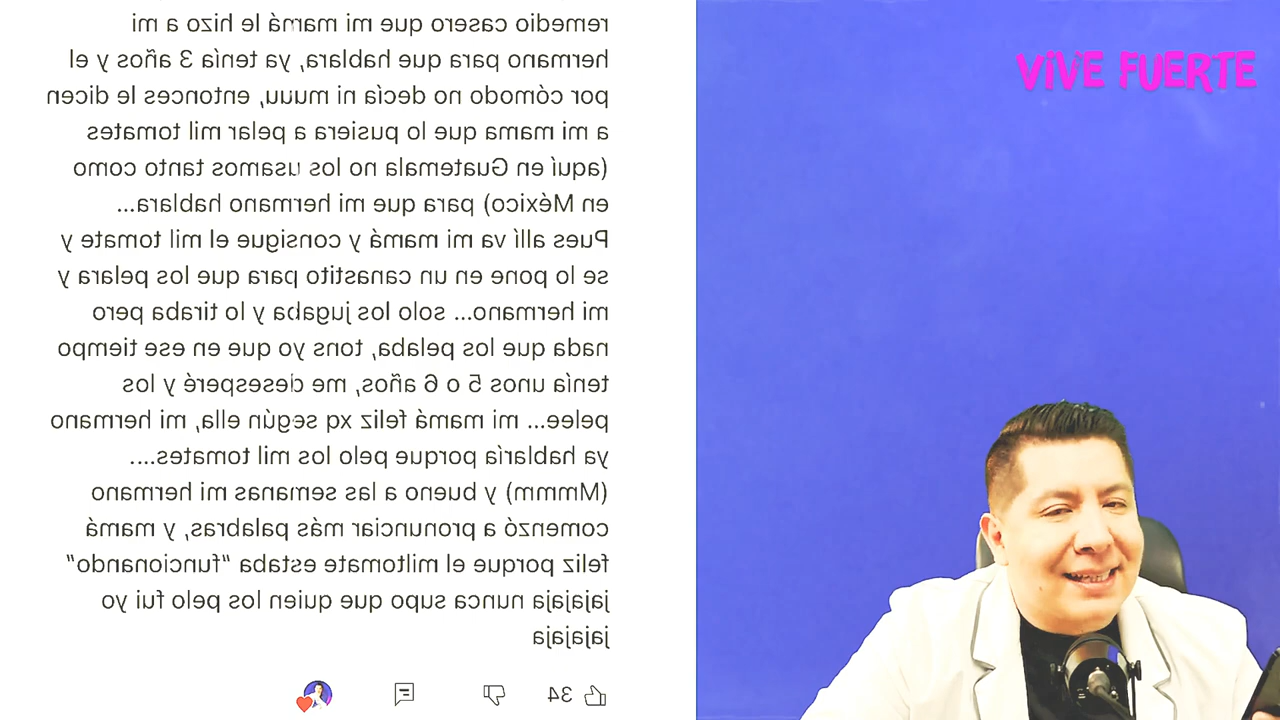 remedio casero que mi mamá le hizo a mi
hermano para que hablara, ya tenía 3 años y el
por cómodo no decía ni muuu, entonces le dicen
a mi mama que lo pusiera a pelar mil tomates
(aquí en Guatemala no los usamos tanto como
en México) para que mi hermano hablara...
Pues allí va mi mamá y consigue el mil tomate y
se lo pone en un canastito para que los pelara y
mi hermano... solo los jugaba y lo tiraba pero
nada que los pelaba, tons yo que en ese tiempo
tenía unos 5 o 6 años, me desesperé y los
pelee... mi mamá feliz xq según ella, mi hermano
ya hablaría porque pelo los mil tomates....
(Mmmm) y bueno a las semanas mi hermano
comenzó a pronunciar más palabras, y mamá
feliz porque el miltomate estaba "funcionando"
jajajaja nunca supo que quien los pelo fui yo
jajajaja
34
VIVE FUERTE